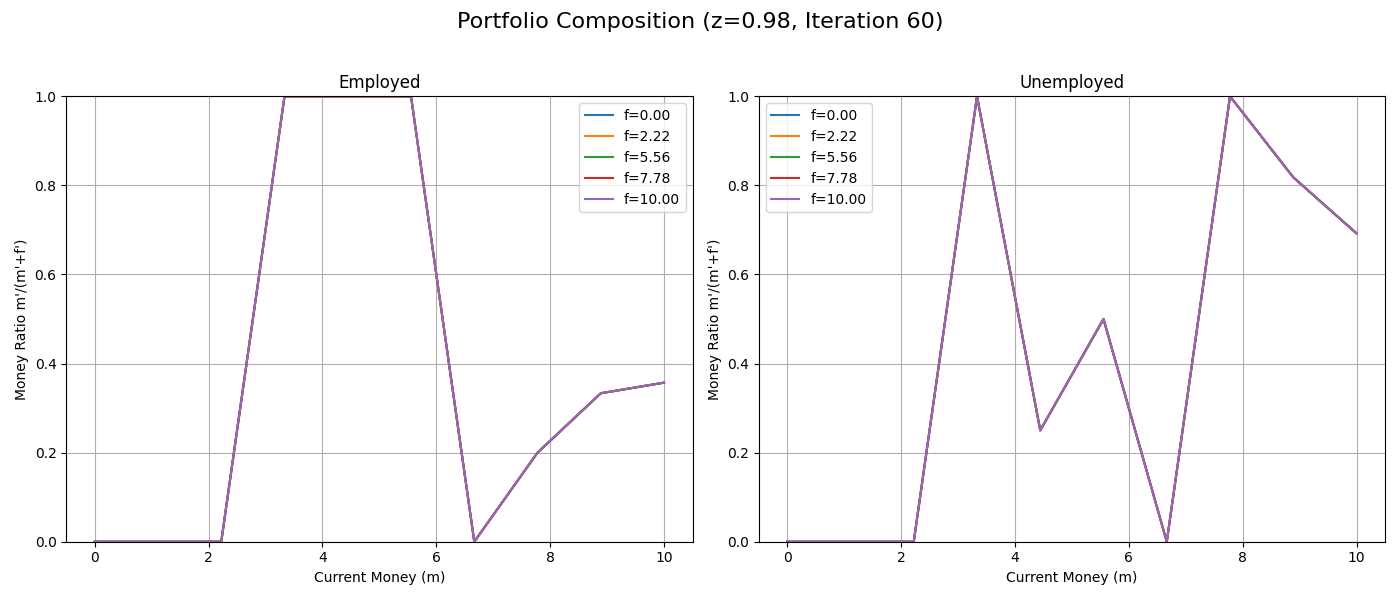 Portfolio Composition (z=0.98, Iteration 60)
Employed
Money Ratio m'/(m'+f')
1.0
0.8
0.6
0.4
0.2
0.0
f=0.00
f=2.22
f=5.56
f=7.78
f=10.00
0 2 4 6 8 10
Current Money (m)
Unemployed
Money Ratio m'/(m'+f')
1.0
0.8
0.6
0.4
0.2
0.0
f=0.00
f=2.22
f=5.56
f=7.78
f=10.00
0 2 4 6 8 10
Current Money (m)